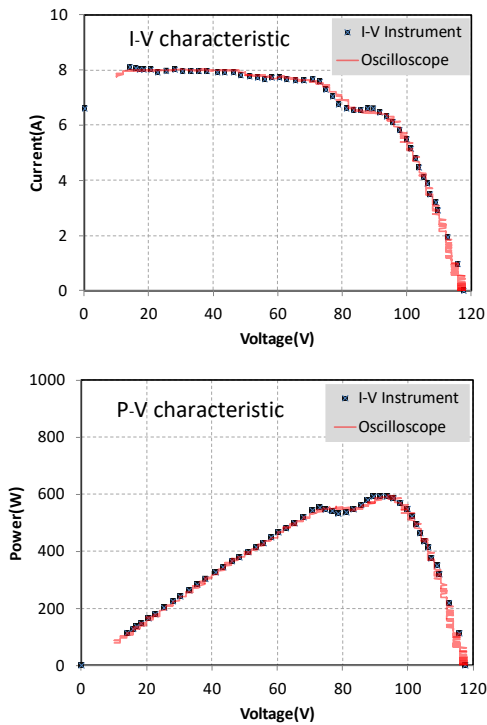 I-V characteristic
I-V Instrument
Oscilloscope
Current(A)
10
8
6
4
2
0
0 20 40 60 80 100 120
Voltage(V)
P-V characteristic
I-V Instrument
Oscilloscope
Power(W)
1000
800
600
400
200
0
0 20 40 60 80 100 120
Voltage(V)